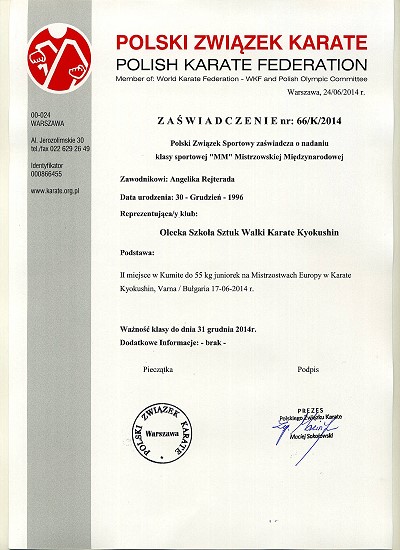 POLSKI ZWIĄZEK KARATE
POLISH KARATE FEDERATION
Member of: World Karate Federation - WKF and Polish Olympic Committee
Warszawa, 24/06/2014 r.
00-024
WARSZAWA
Al. Jerozolimskie 30
tel./fax 022 629 26 49
Identyfikator
000866455
www.karate.org.pl
ZAŚWIADCZENIE nr: 66/K/2014
Polski Związek Sportowy zaświadcza o nadaniu
klasy sportowej "MM" Mistrzowskiej Międzynarodowej
Zawodnikowi: Angelika Rejterada
Data urodzenia: 30 - Grudzień - 1996
Reprezentująca/y klub:
Olecka Szkoła Sztuk Walki Karate Kyokushin
Podstawa:
II miejsce w Kumite do 55 kg juniorek na Mistrzostwach Europy w Karate
Kyokushin, Varna / Bułgaria 17-06-2014 r.
Ważność klasy do dnia 31 grudnia 2014r.
Dodatkowe Informacje: - brak -
Pieczątka
Podpis
POLSKI ZWIĄZEK KARATE
Warszawa
PREZES
Polskiego Związku Karate
Maciej Sokołowski